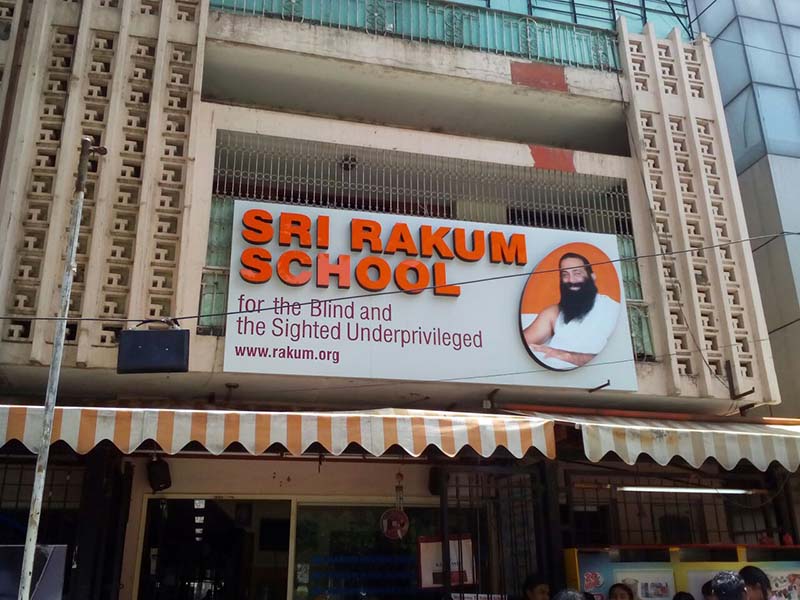 SRI RAKUM
SCHOOL
for the Blind and
the Sighted Underprivileged
www.rakum.org